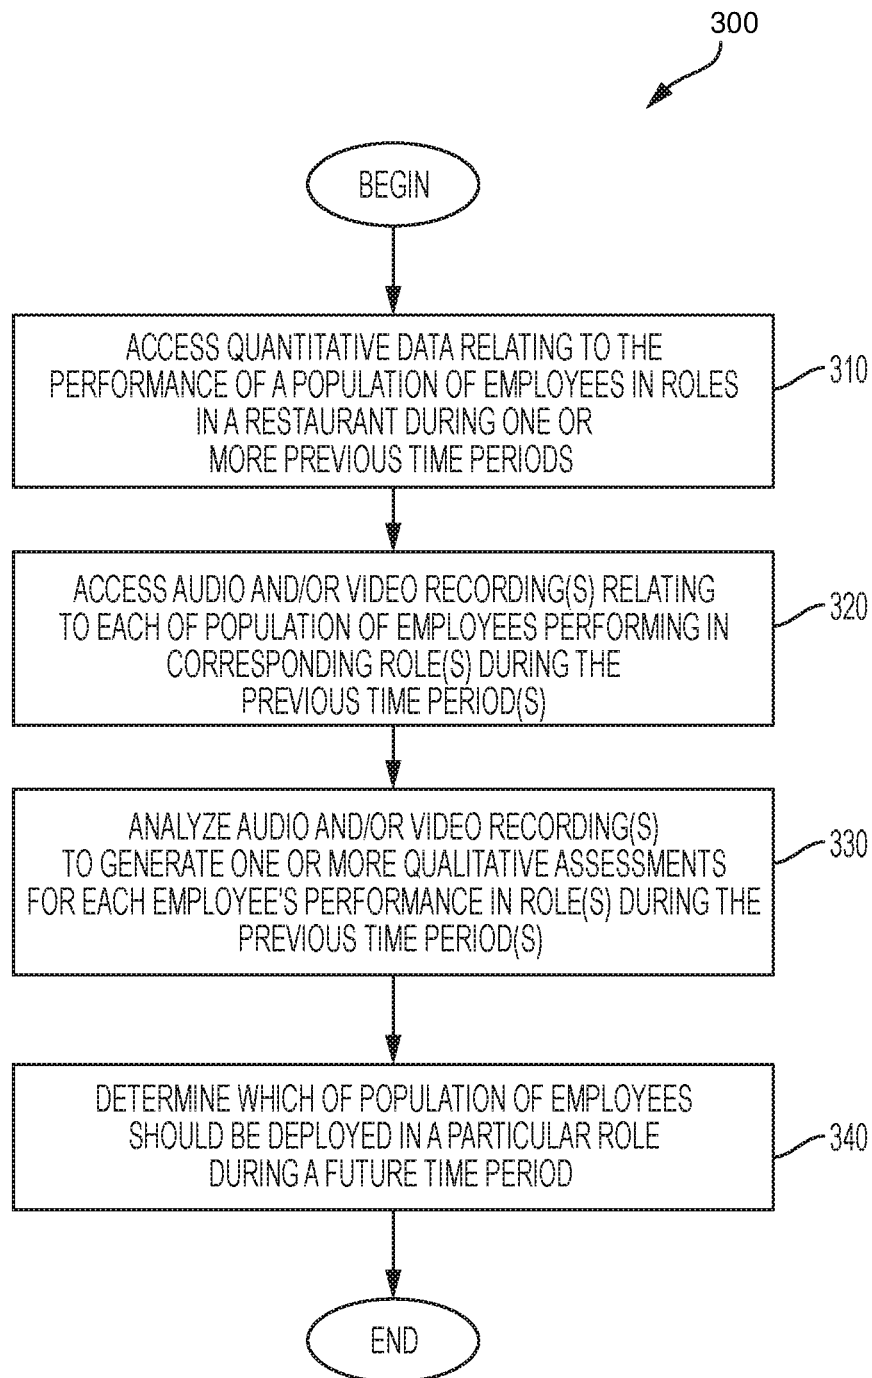 300
BEGIN
ACCESS QUANTITATIVE DATA RELATING TO THE
PERFORMANCE OF A POPULATION OF EMPLOYEES IN ROLES
IN A RESTAURANT DURING ONE OR
MORE PREVIOUS TIME PERIODS
310
ACCESS AUDIO AND/OR VIDEO RECORDING(S) RELATING
TO EACH OF POPULATION OF EMPLOYEES PERFORMING IN
CORRESPONDING ROLE(S) DURING THE
PREVIOUS TIME PERIOD(S)
320
ANALYZE AUDIO AND/OR VIDEO RECORDING(S)
TO GENERATE ONE OR MORE QUALITATIVE ASSESSMENTS
FOR EACH EMPLOYEE'S PERFORMANCE IN ROLE(S) DURING THE
PREVIOUS TIME PERIOD(S)
330
DETERMINE WHICH OF POPULATION OF EMPLOYEES
SHOULD BE DEPLOYED IN A PARTICULAR ROLE
DURING A FUTURE TIME PERIOD
340
END